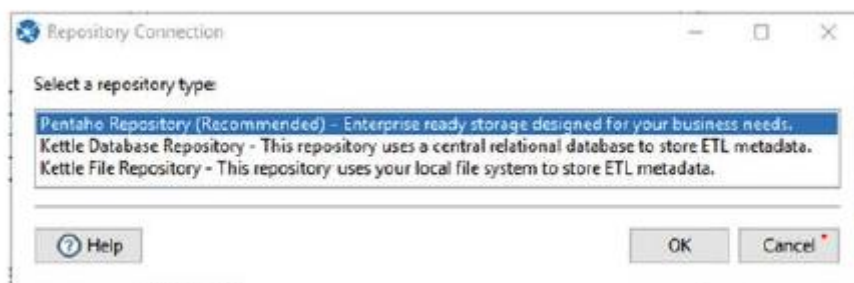 Repository Connection
Select a repository type:
Pentaho Repository (Recommended) - Enterprise ready storage designed for your business needs.
Kettle Database Repository - This repository uses a central relational database to store ETL metadata.
Kettle File Repository - This repository uses your local file system to store ETL metadata.
Help OK Cancel